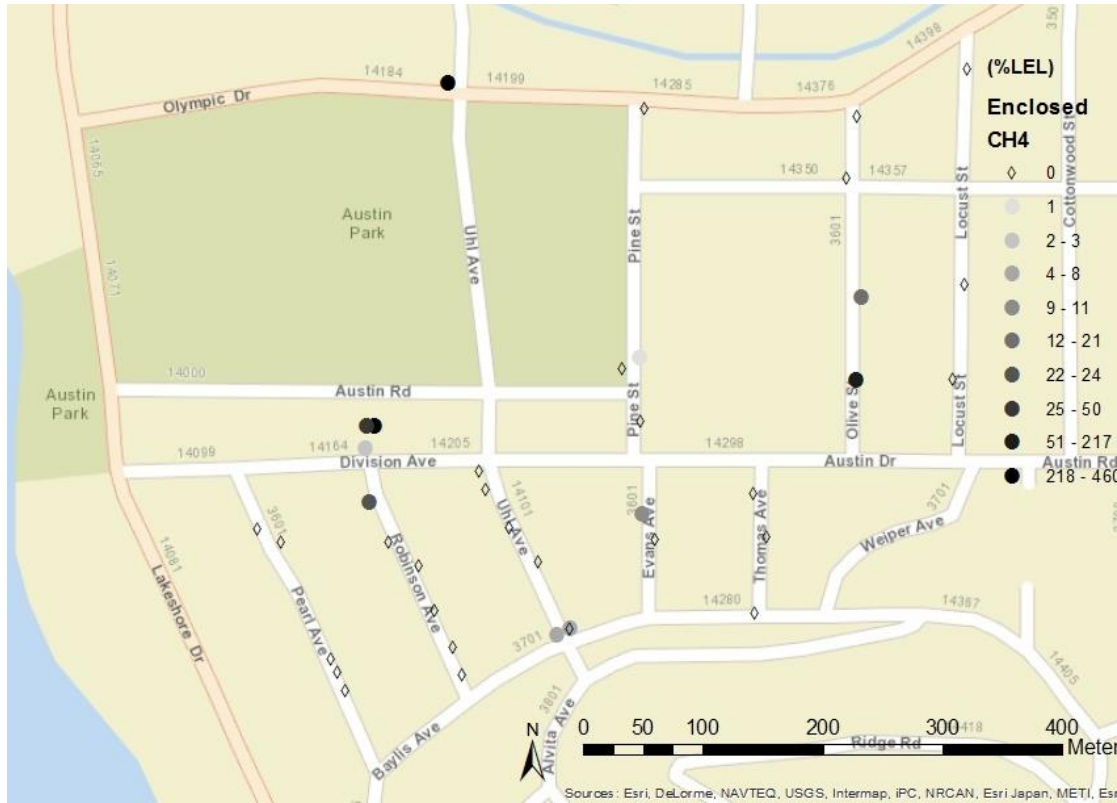 14398
350
14184
14199
14285
14376
(%LEL)
Olympic Dr
Enclosed
CH4
14065
14350
14357
0
1
2 - 3
4 - 8
9 - 11
12 - 21
22 - 24
25 - 50
51 - 217
218 - 460
Austin
Park
Uhl Ave
Pine St
3601
Locust St
Cottonwood St
14071
14000
Austin Rd
Austin
Park
Pine St
Olive St
Locust St
14099
14164
14205
14298
Division Ave
Austin Dr
Austin Rd
3601
14101
Uhl Ave
3601
Evans Ave
Thomas Ave
3701
Weiper Ave
14081
Lakeshore Dr
Pearl Ave
Robinson Ave
14280
14387
3701
14405
3801
Alvita Ave
Baylis Ave
N
0 50 100 200 300 400
Meter
418
Ridge Rd
Sources: Esri, DeLorme, NAVTEQ, USGS, Intermap, iPC, NRCAN, Esri Japan, METI, Esr